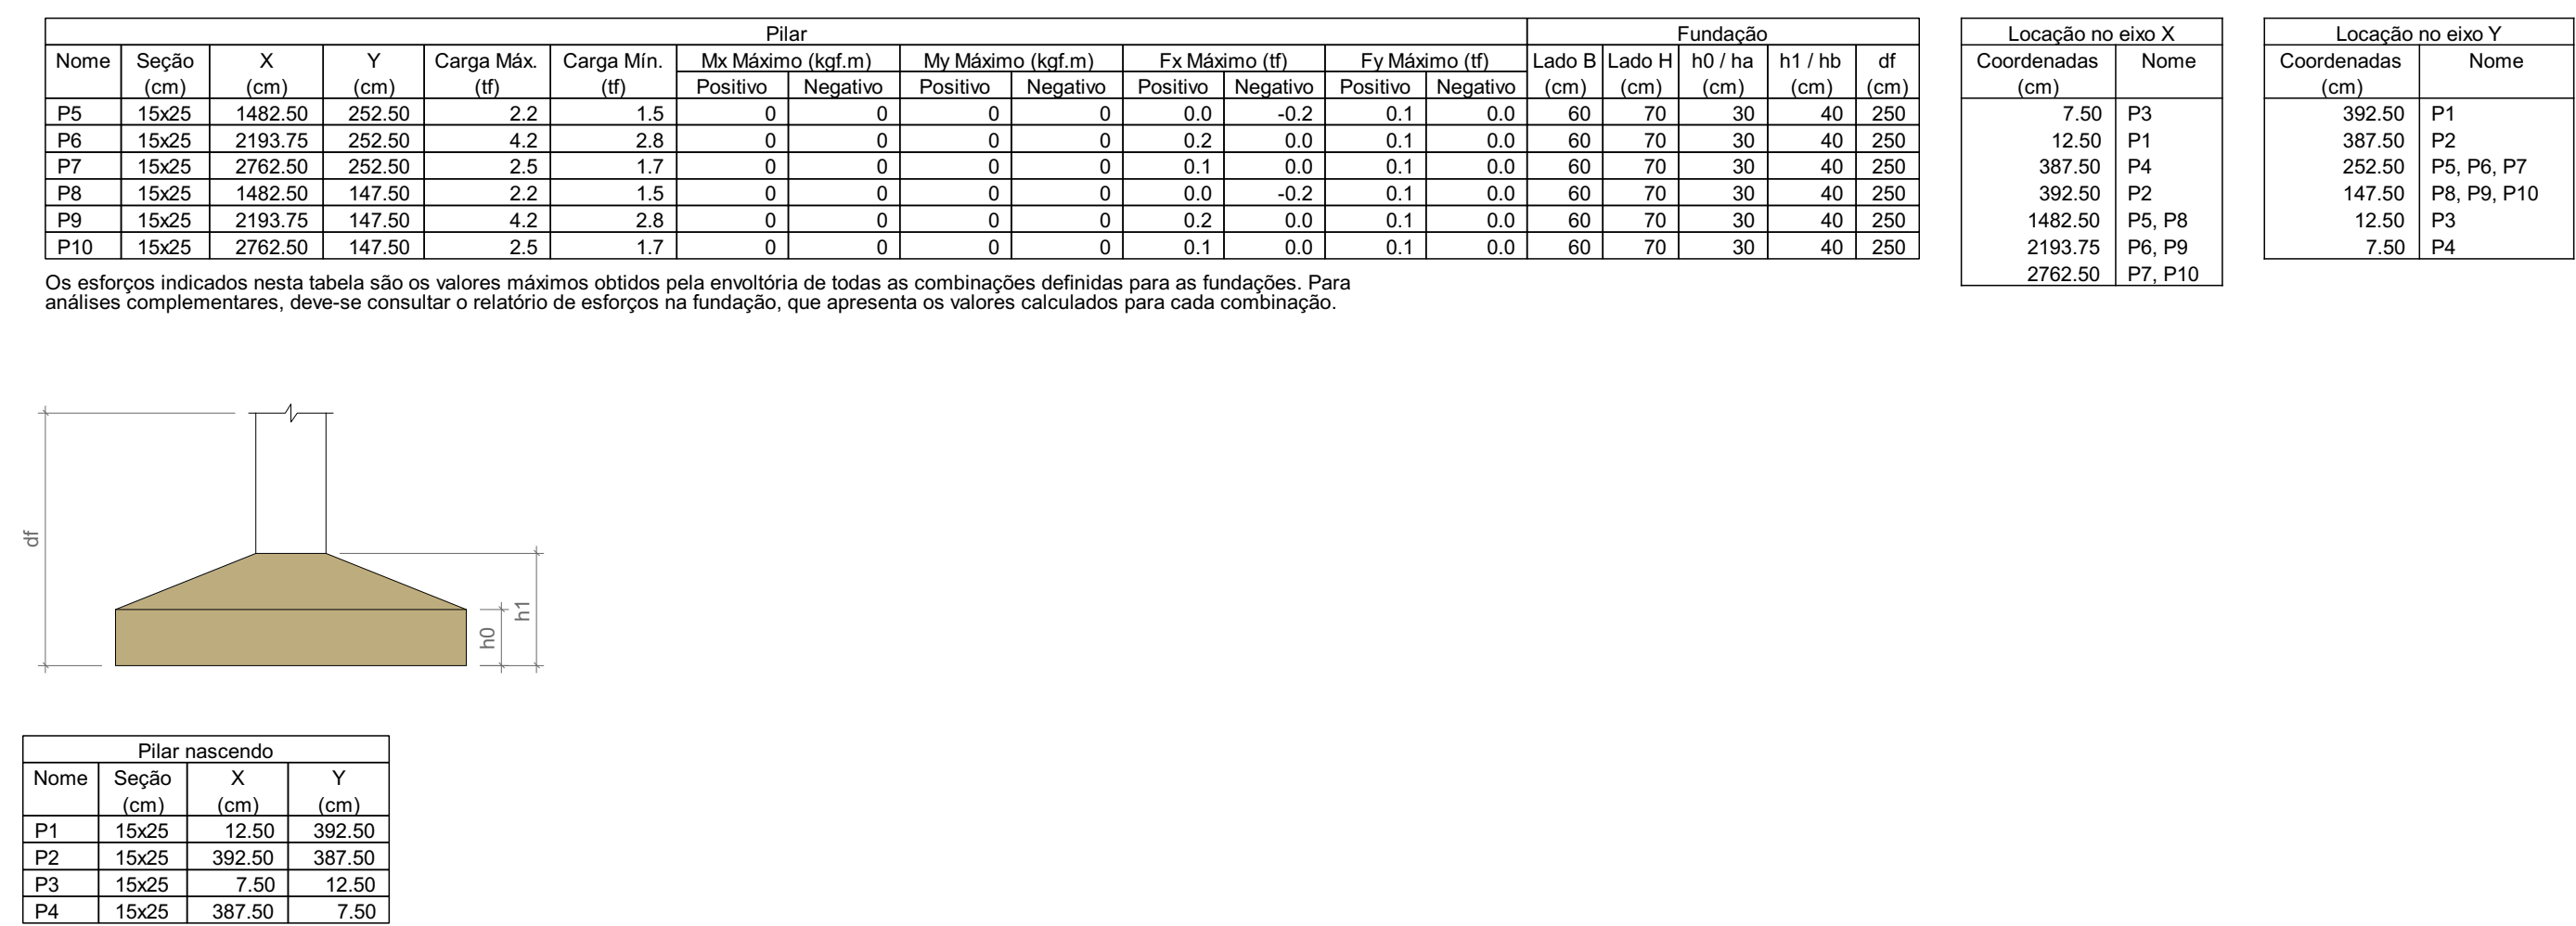 Pilar Fundação
Nome Seção X Y Carga Máx. Carga Mín. Mx Máximo (kgf.m) My Máximo (kgf.m) Fx Máximo (tf) Fy Máximo (tf) Lado B Lado H h0 / ha h1 / hb df
(cm) (cm) (cm) (tf) (tf) Positivo Negativo Positivo Negativo Positivo Negativo Positivo Negativo (cm) (cm) (cm) (cm) (cm)
P5 15x25 1482.50 252.50 2.2 1.5 0 0 0 0 0.0 -0.2 0.1 0.0 60 70 30 40 250
P6 15x25 2193.75 252.50 4.2 2.8 0 0 0 0 0.2 0.0 0.1 0.0 60 70 30 40 250
P7 15x25 2762.50 252.50 2.5 1.7 0 0 0 0 0.1 0.0 0.1 0.0 60 70 30 40 250
P8 15x25 1482.50 147.50 2.2 1.5 0 0 0 0 0.0 -0.2 0.1 0.0 60 70 30 40 250
P9 15x25 2193.75 147.50 4.2 2.8 0 0 0 0 0.2 0.0 0.1 0.0 60 70 30 40 250
P10 15x25 2762.50 147.50 2.5 1.7 0 0 0 0 0.1 0.0 0.1 0.0 60 70 30 40 250
Os esforços indicados nesta tabela são os valores máximos obtidos pela envoltória de todas as combinações definidas para as fundações. Para
análises complementares, deve-se consultar o relatório de esforços na fundação, que apresenta os valores calculados para cada combinação.
Locação no eixo X
Coordenadas Nome
(cm)
7.50 P3
12.50 P1
387.50 P4
392.50 P2
1482.50 P5, P8
2193.75 P6, P9
2762.50 P7, P10
Locação no eixo Y
Coordenadas Nome
(cm)
392.50 P1
387.50 P2
252.50 P5, P6, P7
147.50 P8, P9, P10
12.50 P3
7.50 P4
df
h0
h1
Pilar nascendo
Nome Seção X Y
(cm) (cm) (cm)
P1 15x25 12.50 392.50
P2 15x25 392.50 387.50
P3 15x25 7.50 12.50
P4 15x25 387.50 7.50